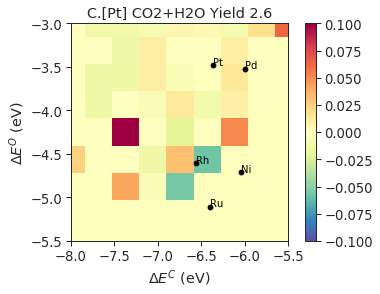 C.[Pt] CO2+H2O Yield 2.6
−3.0
−3.5
−4.0
−4.5
−5.0
−5.5
ΔE^O (eV)
Pt
Pd
Rh
Ni
Ru
−8.0 −7.5 −7.0 −6.5 −6.0 −5.5
ΔE^C (eV)
0.100
0.075
0.050
0.025
0.000
−0.025
−0.050
−0.075
−0.100